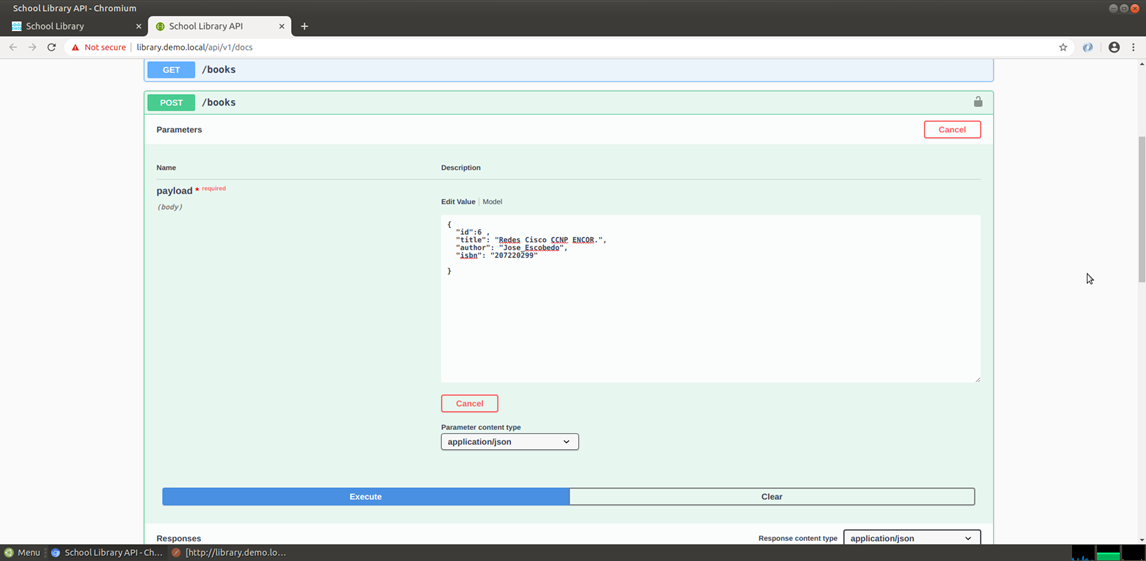 School Library API - Chromium
School Library
School Library API
Not secure
library.demo.local/api/v1/docs
GET /books
POST /books
Parameters
Cancel
Name
Description
payload * required
(body)
Edit Value | Model
{
"id":6 ,
"title": "Redes Cisco CCNP ENCOR.",
"author": "Jose Escobedo",
"isbn": "207220299"
}
Cancel
Parameter content type
application/json
Execute
Clear
Responses
Response content type
application/json
Menu
School Library API - Ch...
[http://library.demo.lo...